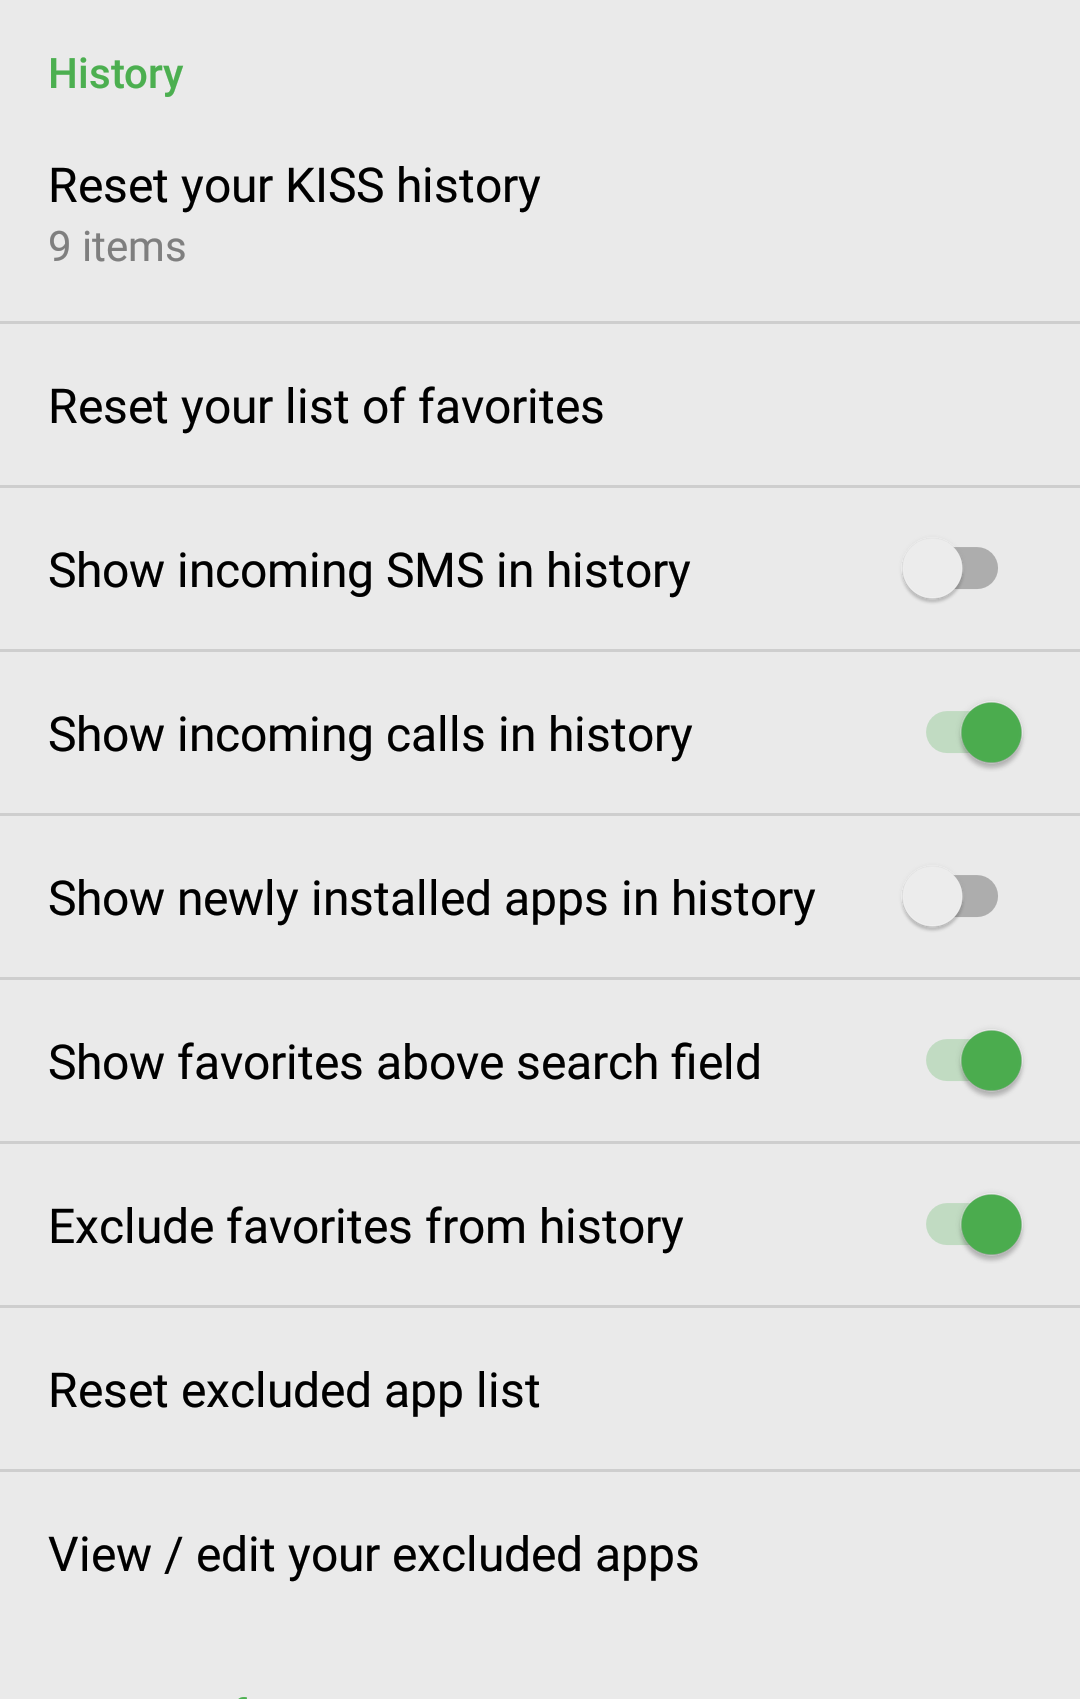 History
Reset your KISS history
9 items
Reset your list of favorites
Show incoming SMS in history
Show incoming calls in history
Show newly installed apps in history
Show favorites above search field
Exclude favorites from history
Reset excluded app list
View / edit your excluded apps